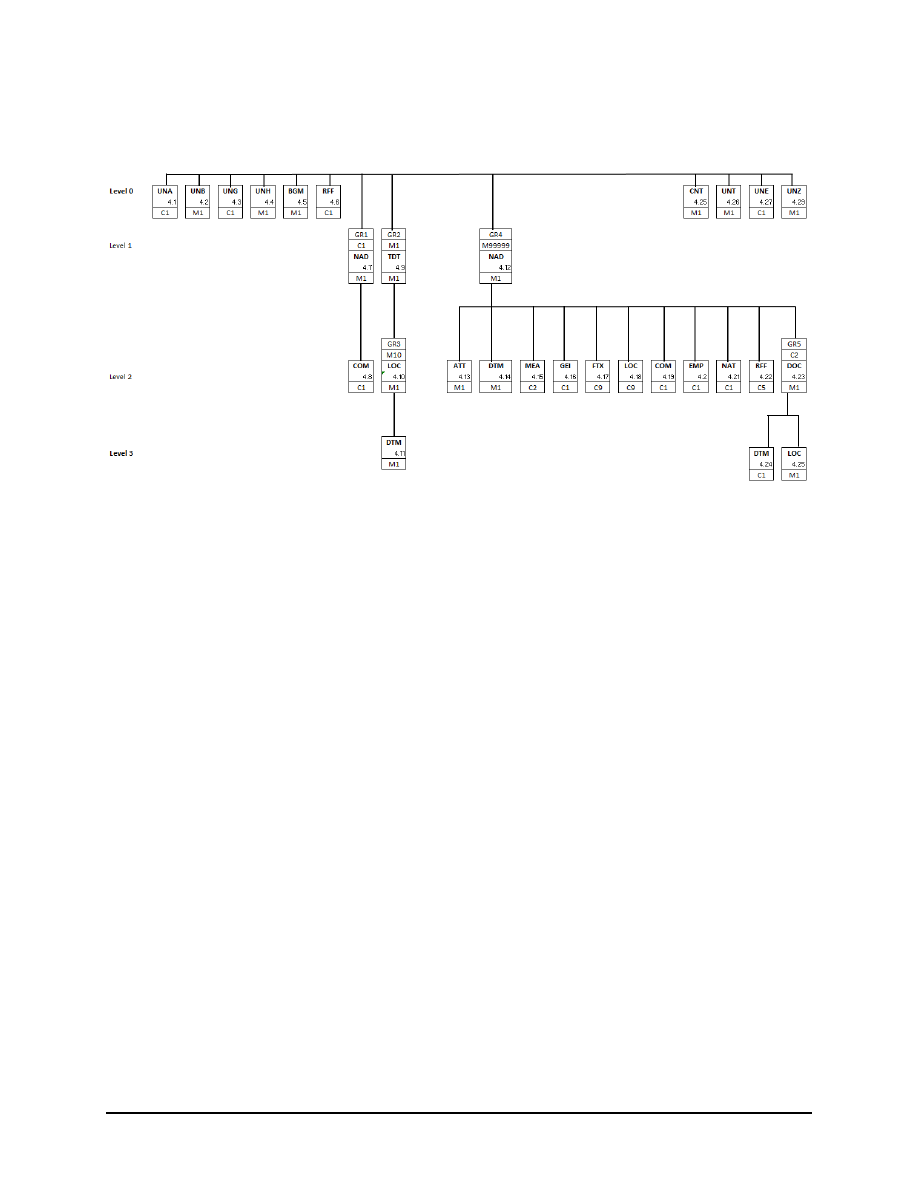 Level 0 UNA UNB UNG UNH BGM RFF CNT UNT UNE UNZ
4.1 4.2 4.3 4.4 4.5 4.6 4.25 4.26 4.27 4.29
C1 M1 C1 M1 M1 C1 M1 M1 C1 M1
GR1 GR2 GR4
Level 1 C1 M1 M99999
NAD TDT NAD
4.7 4.9 4.12
M1 M1 M1
GR3 GR5
M10 C2
COM LOC ATT DTM MEA GEI FTX LOC COM EMP NAT RFF DOC
Level 2 4.8 4.10 4.13 4.14 4.15 4.16 4.17 4.18 4.19 4.2 4.21 4.22 4.23
C1 M1 M1 M1 C2 C1 C9 C9 C1 C1 C1 C5 M1
DTM
Level 3 4.11
M1
DTM LOC
4.24 4.25
C1 M1